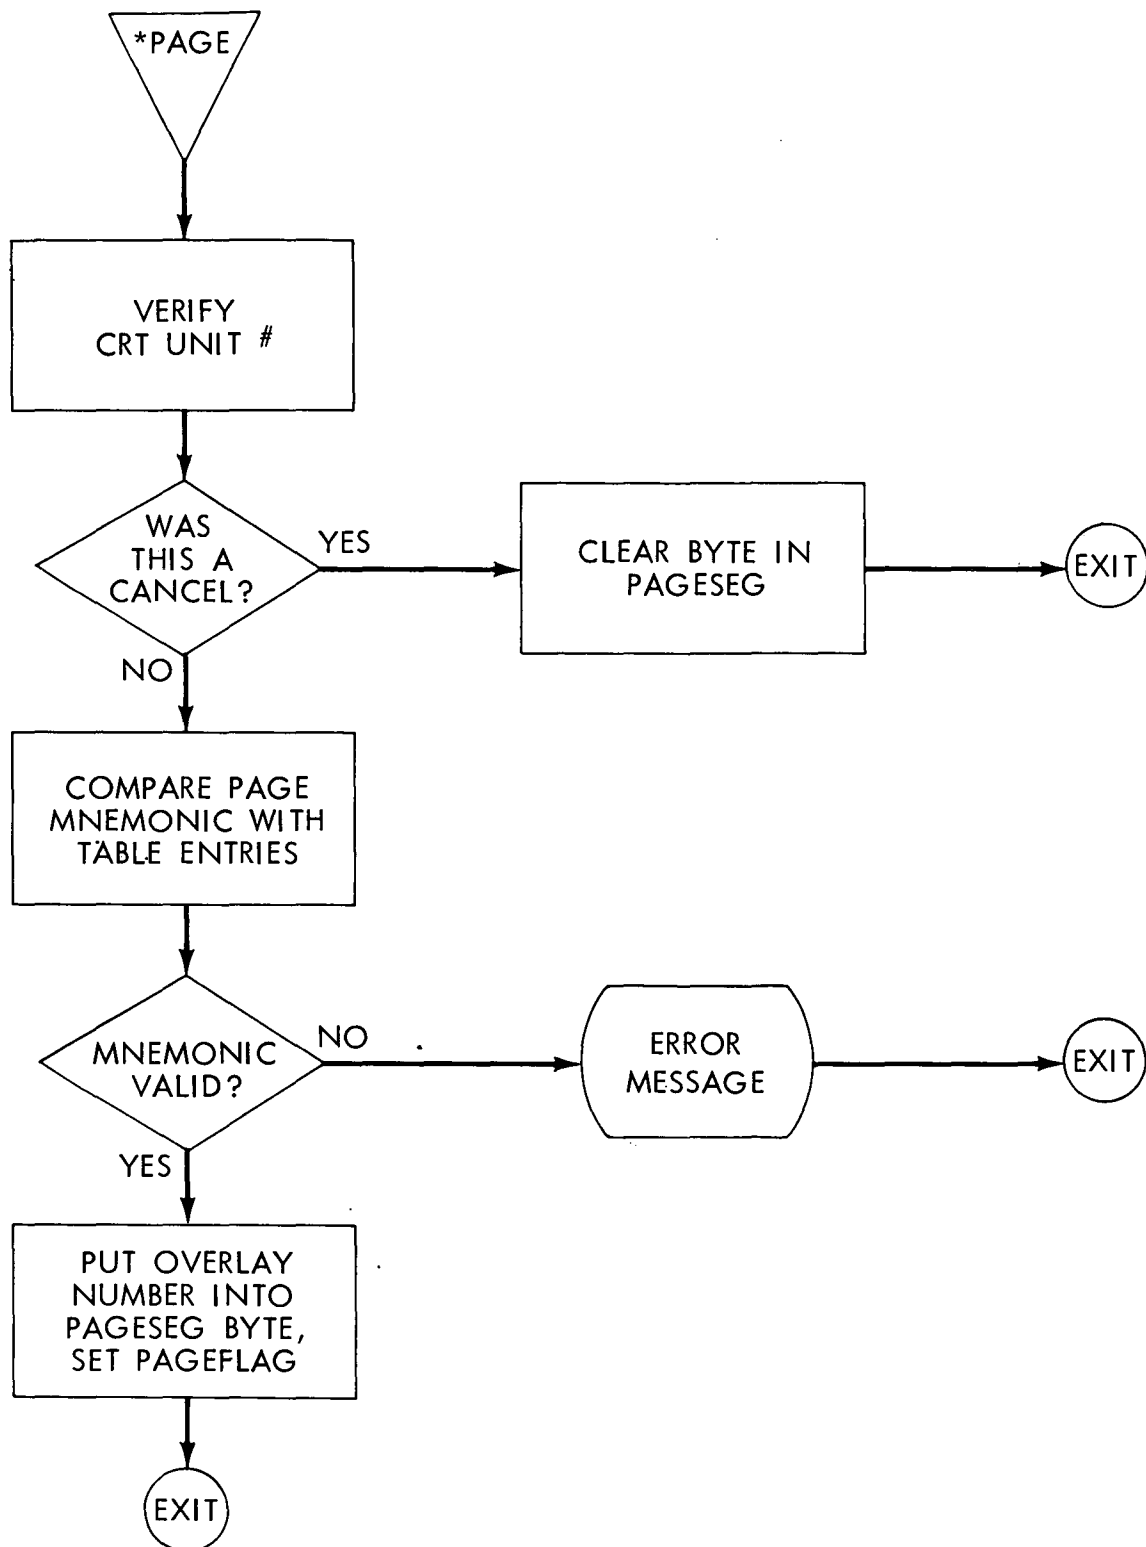 *PAGE
VERIFY
CRT UNIT #
WAS
THIS A
CANCEL?
YES
CLEAR BYTE IN
PAGESEG
EXIT
NO
COMPARE PAGE
MNEMONIC WITH
TABLE ENTRIES
MNEMONIC
VALID?
NO
ERROR
MESSAGE
EXIT
YES
PUT OVERLAY
NUMBER INTO
PAGESEG BYTE,
SET PAGEFLAG
EXIT